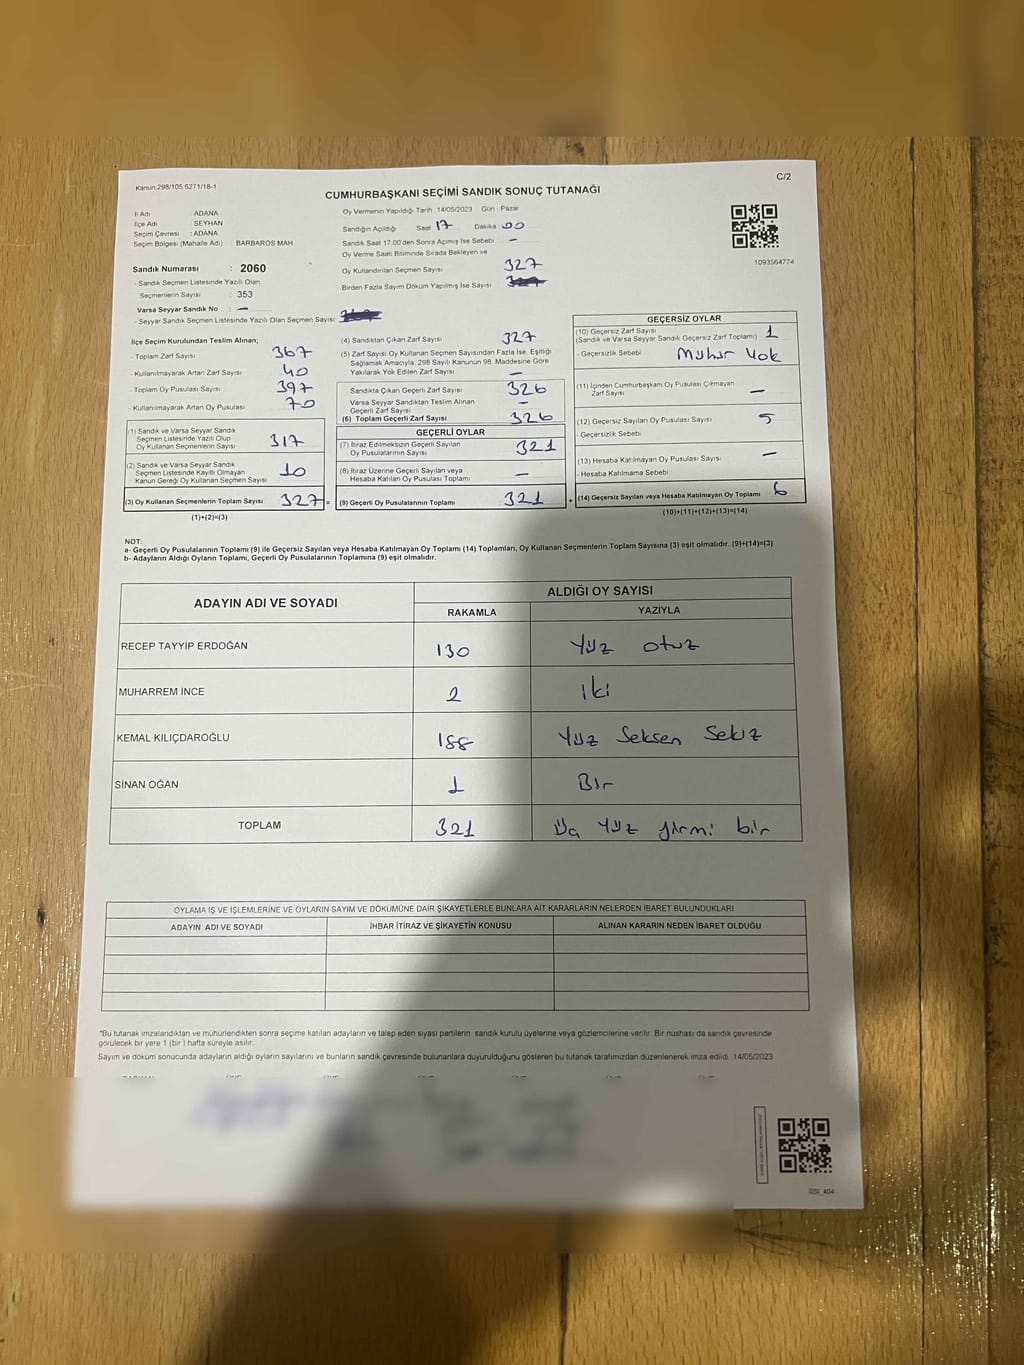 Kanun:298/105 6271/18-1
C/2
CUMHURBAŞKANI SEÇİMİ SANDIK SONUÇ TUTANAĞI
İl Adı : ADANA
İlçe Adı : SEYHAN
Seçim Çevresi : ADANA
Seçim Bölgesi (Mahalle Adı) BARBAROS MAH
Sandık Numarası : 2060
- Sandık Seçmen Listesinde Yazılı Olan
Seçmenlerin Sayısı : 353
Varsa Seyyar Sandık No : —
- Seyyar Sandık Seçmen Listesinde Yazılı Olan Seçmen Sayısı:
Oy Vermenin Yapıldığı Tarih 14/05/2023 Gün : Pazar
Sandığın Açıldığı Saat 17 Dakika 00
Sandık Saat 17:00'den Sonra Açımış İse Sebebi —
Oy Verme Saati Bitiminde Sırada Bekleyen ve
Oy Kullandırılan Seçmen Sayısı 327
Birden Fazla Sayım Döküm Yapılmış İse Sayısı
1093564774
İlçe Seçim Kurulundan Teslim Alınan;
- Toplam Zarf Sayısı 367
- Kullanılmayarak Artan Zarf Sayısı 40
- Toplam Oy Pusulası Sayısı 397
- Kullanılmayarak Artan Oy Pusulası 70
(1) Sandık ve Varsa Seyyar Sandık
Seçmen Listesinde Yazılı Olup
Oy Kullanan Seçmenlerin Sayısı 317
(2) Sandık ve Varsa Seyyar Sandık
Seçmen Listesinde Kayıtlı Olmayan
Kanun Gereği Oy Kullanan Seçmen Sayısı 10
(3) Oy Kullanan Seçmenlerin Toplam Sayısı 327 =
(1)+(2)=(3)
(4) Sandıktan Çıkan Zarf Sayısı 327
(5) Zarf Sayısı Oy Kullanan Seçmen Sayısından Fazla İse, Eşitliği
Sağlamak Amacıyla, 298 Sayılı Kanunun 98. Maddesine Göre
Yakılarak Yok Edilen Zarf Sayısı —
Sandıkta Çıkan Geçerli Zarf Sayısı 326
Varsa Seyyar Sandıktan Teslim Alınan
Geçerli Zarf Sayısı —
(6) Toplam Geçerli Zarf Sayısı 326
GEÇERLİ OYLAR
(7) İtiraz Edilmeksizin Geçerli Sayılan
Oy Pusulalarının Sayısı 321
(8) İtiraz Üzerine Geçerli Sayılan veya
Hesaba Katılan Oy Pusulası Toplamı —
(9) Geçerli Oy Pusulalarının Toplamı 321 +
GEÇERSİZ OYLAR
(10) Geçersiz Zarf Sayısı 1
(Sandık ve Varsa Seyyar Sandık Geçersiz Zarf Toplamı)
- Geçersizlik Sebebi Mühür Yok
(11) İçinden Cumhurbaşkanı Oy Pusulası Çıkmayan
Zarf Sayısı —
(12) Geçersiz Sayılan Oy Pusulası Sayısı 5
- Geçersizlik Sebebi
(13) Hesaba Katılmayan Oy Pusulası Sayısı —
- Hesaba Katılmama Sebebi
(14) Geçersiz Sayılan veya Hesaba Katılmayan Oy Toplamı 6
(10)+(11)+(12)+(13)=(14)
NOT:
a- Geçerli Oy Pusulalarının Toplamı (9) ile Geçersiz Sayılan veya Hesaba Katılmayan Oy Toplamı (14) Toplamları, Oy Kullanan Seçmenlerin Toplam Sayısına (3) eşit olmalıdır. (9)+(14)=(3)
b- Adayların Aldığı Oyların Toplamı, Geçerli Oy Pusulalarının Toplamına (9) eşit olmalıdır.
ADAYIN ADI VE SOYADI
ALDIĞI OY SAYISI
RAKAMLA YAZIYLA
RECEP TAYYİP ERDOĞAN 130 Yüz otuz
MUHARREM İNCE 2 iki
KEMAL KILIÇDAROĞLU 188 Yüz Seksen Sekiz
SİNAN OĞAN 1 Bir
TOPLAM 321 Üç Yüz yirmi bir
OYLAMA İŞ VE İŞLEMLERİNE VE OYLARIN SAYIM VE DÖKÜMÜNE DAİR ŞİKAYETLERLE BUNLARA AİT KARARLARIN NELERDEN İBARET BULUNDUKLARI
ADAYIN ADI VE SOYADI İHBAR İTİRAZ VE ŞİKAYETİN KONUSU ALINAN KARARIN NEDEN İBARET OLDUĞU
*Bu tutanak imzalandıktan ve mühürlendikten sonra seçime katılan adayların ve talep eden siyasi partilerin sandık kurulu üyelerine veya gözlemcilerine verilir. Bir nüshası da sandık çevresinde
görülecek bir yere 1 (bir ) hafta süreyle asılır.
Sayım ve döküm sonucunda adayların aldığı oyların sayılarını ve bunların sandık çevresinde bulunanlara duyurulduğunu gösteren bu tutanak tarafımızdan düzenlenerek imza edildi. 14/05/2023
SSI_404